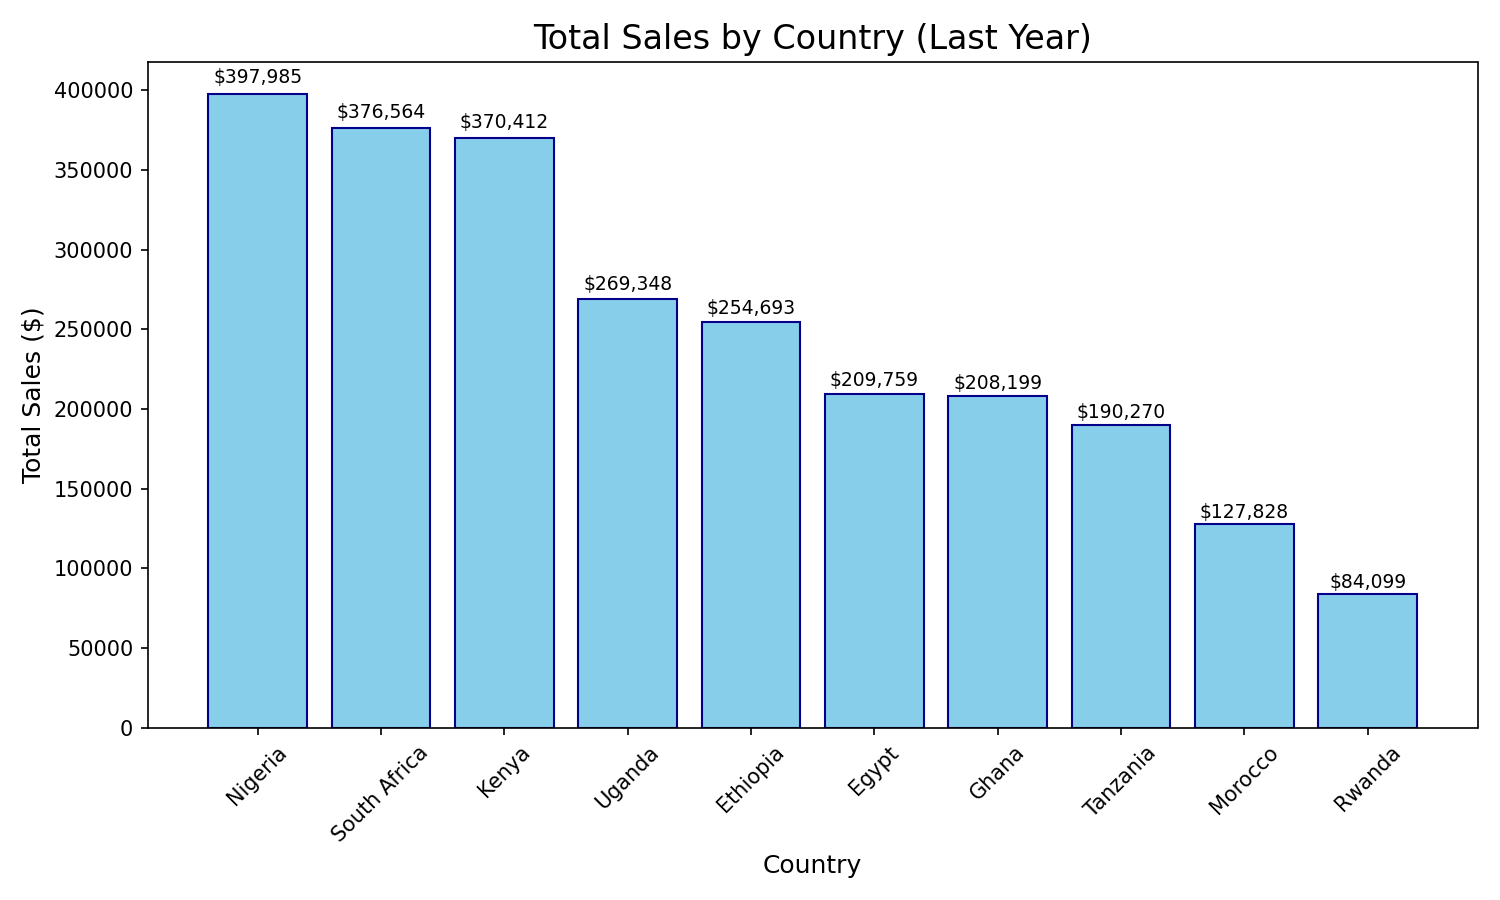 Total Sales by Country (Last Year)
Total Sales ($)
400000
350000
300000
250000
200000
150000
100000
50000
0
$397,985
$376,564
$370,412
$269,348
$254,693
$209,759
$208,199
$190,270
$127,828
$84,099
Nigeria
South Africa
Kenya
Uganda
Ethiopia
Egypt
Ghana
Tanzania
Morocco
Rwanda
Country